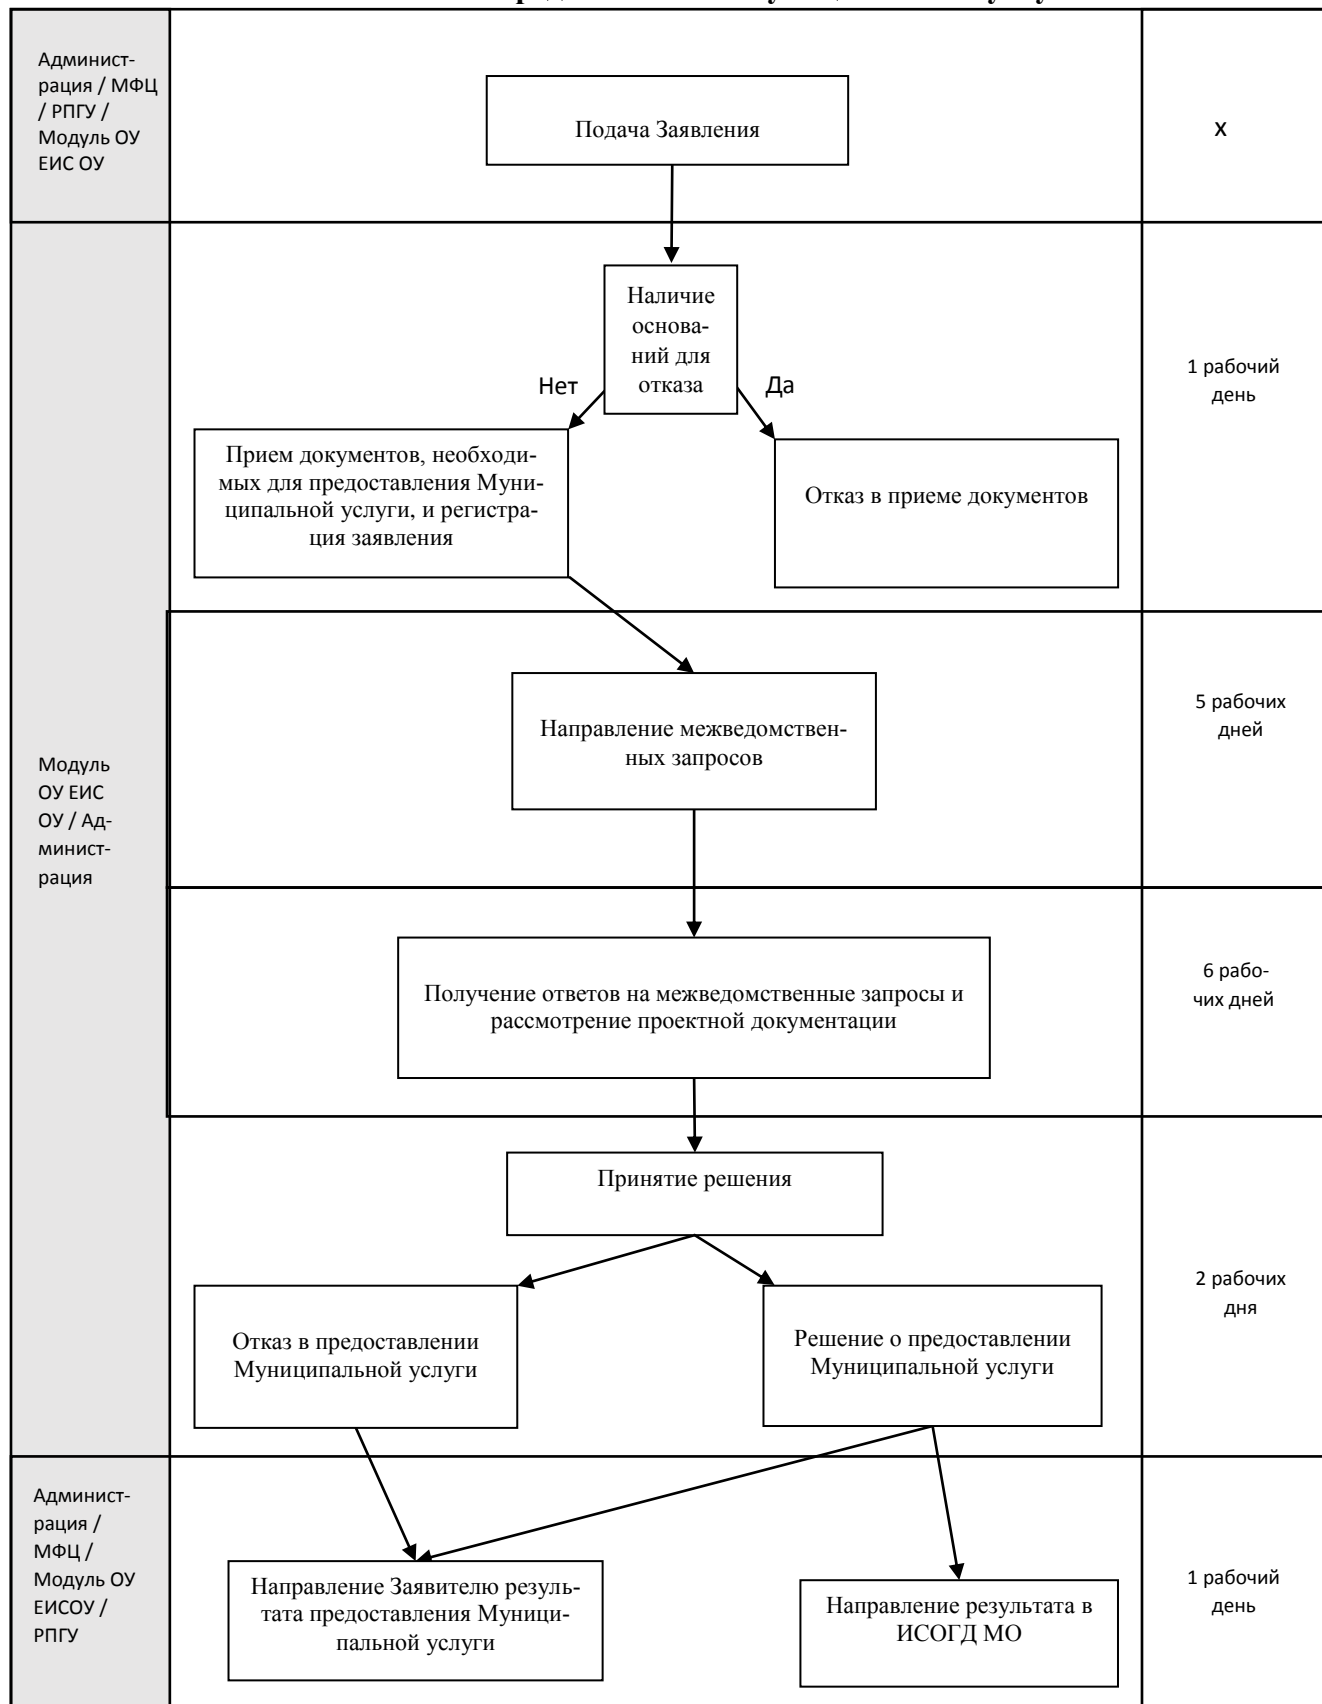 Админист-
рация / МФЦ
/ РПГУ /
Модуль ОУ
ЕИС ОУ
Подача Заявления
х
Наличие
основа-
ний для
отказа
1 рабочий
день
Нет
Да
Прием документов, необходи-
мых для предоставления Муни-
ципальной услуги, и регистра-
ция заявления
Отказ в приеме документов
Модуль
ОУ ЕИС
ОУ / Ад-
минист-
рация
Направление межведомствен-
ных запросов
5 рабочих
дней
Получение ответов на межведомственные запросы и
рассмотрение проектной документации
6 рабо-
чих дней
Принятие решения
Отказ в предоставлении
Муниципальной услуги
Решение о предоставлении
Муниципальной услуги
2 рабочих
дня
Админист-
рация /
МФЦ /
Модуль ОУ
ЕИСОУ /
РПГУ
Направление Заявителю резуль-
тата предоставления Муници-
пальной услуги
Направление результата в
ИСОГД МО
1 рабочий
день